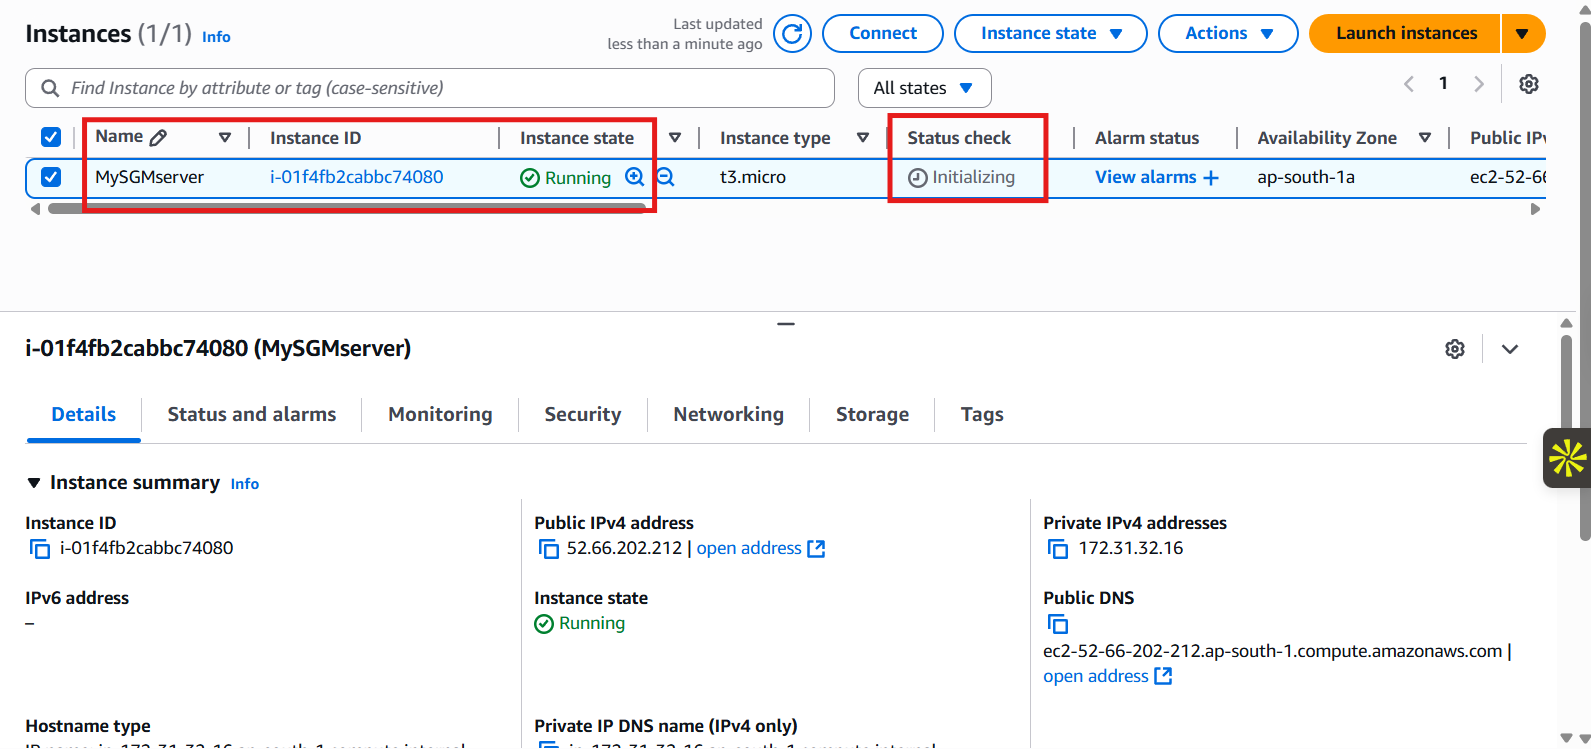 Instances (1/1) Info
Last updated
less than a minute ago
Connect
Instance state
Actions
Launch instances
Find Instance by attribute or tag (case-sensitive)
All states
1
Name Instance ID Instance state Instance type Status check Alarm status Availability Zone Public IPv
MySGMserver i-01f4fb2cabbc74080 Running t3.micro Initializing View alarms + ap-south-1a ec2-52-66
i-01f4fb2cabbc74080 (MySGMserver)
Details Status and alarms Monitoring Security Networking Storage Tags
Instance summary Info
Instance ID
i-01f4fb2cabbc74080
Public IPv4 address
52.66.202.212 | open address
Private IPv4 addresses
172.31.32.16
IPv6 address
–
Instance state
Running
Public DNS
ec2-52-66-202-212.ap-south-1.compute.amazonaws.com |
open address
Hostname type
Private IP DNS name (IPv4 only)